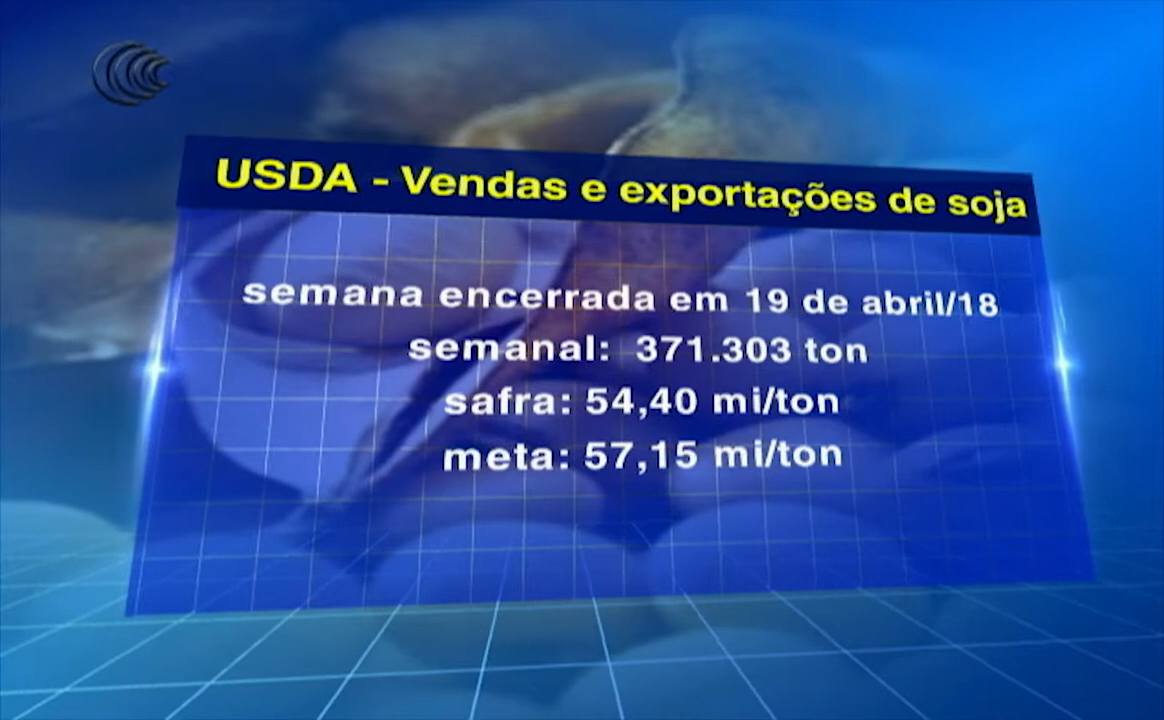 USDA - Vendas e exportações de soja
semana encerrada em 19 de abril/18
semanal: 371.303 ton
safra: 54,40 mi/ton
meta: 57,15 mi/ton